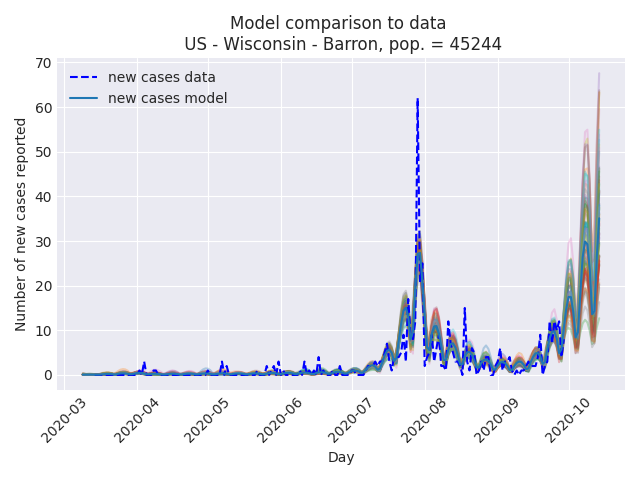 Model comparison to data
US - Wisconsin - Barron, pop. = 45244
new cases data
new cases model
Number of new cases reported
70
60
50
40
30
20
10
0
2020-03
2020-04
2020-05
2020-06
2020-07
2020-08
2020-09
2020-10
Day